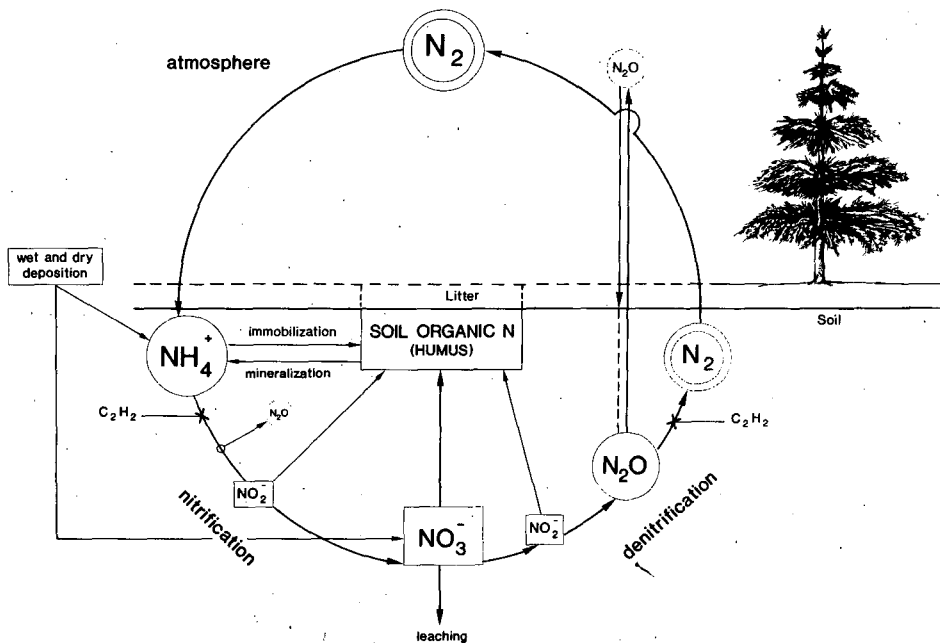 N₂
atmosphere
N₂O
wet and dry
deposition
Litter
Soil
NH₄⁺
immobilization
SOIL ORGANIC N
(HUMUS)
mineralization
N₂
C₂H₂
N₂O
C₂H₂
N₂O
NO₂⁻
nitrification
NO₃⁻
NO₂⁻
denitrification
leaching